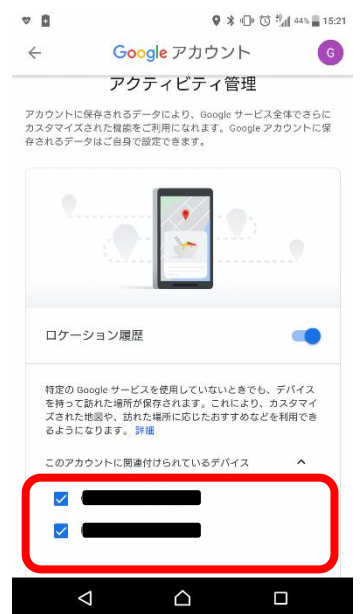 44% 15:21
Google アカウント
G
アクティビティ管理
アカウントに保存されるデータにより、Google サービス全体でさらに
カスタマイズされた機能をご利用になれます。Google アカウントに保
存されるデータはご自身で設定できます。
ロケーション履歴
特定の Google サービスを使用していないときでも、デバイス
を持って訪れた場所が保存されます。これにより、カスタマイ
ズされた地図や、訪れた場所に応じたおすすめなどを利用でき
るようになります。 詳細
このアカウントに関連付けられているデバイス